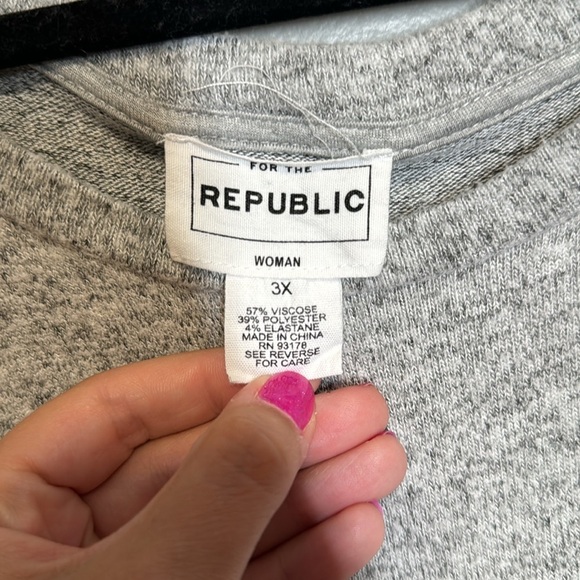 FOR THE
REPUBLIC
WOMAN
3X
57% VISCOSE
39% POLYESTER
4% ELASTANE
MADE IN CHINA
RN 93178
SEE REVERSE
FOR CARE